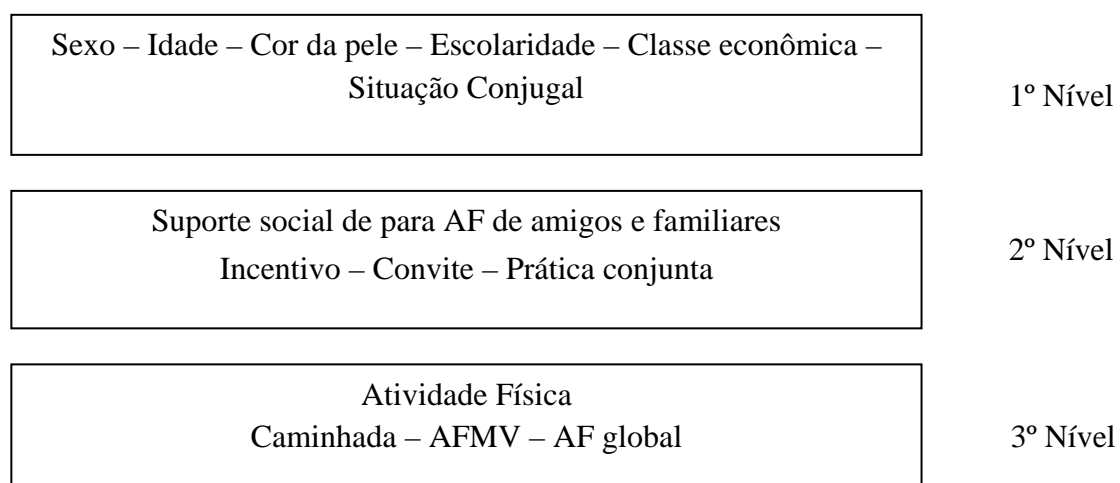 Sexo – Idade – Cor da pele – Escolaridade – Classe econômica –
Situação Conjugal
1º Nível
Suporte social de para AF de amigos e familiares
Incentivo – Convite – Prática conjunta
2º Nível
Atividade Física
Caminhada – AFMV – AF global
3º Nível